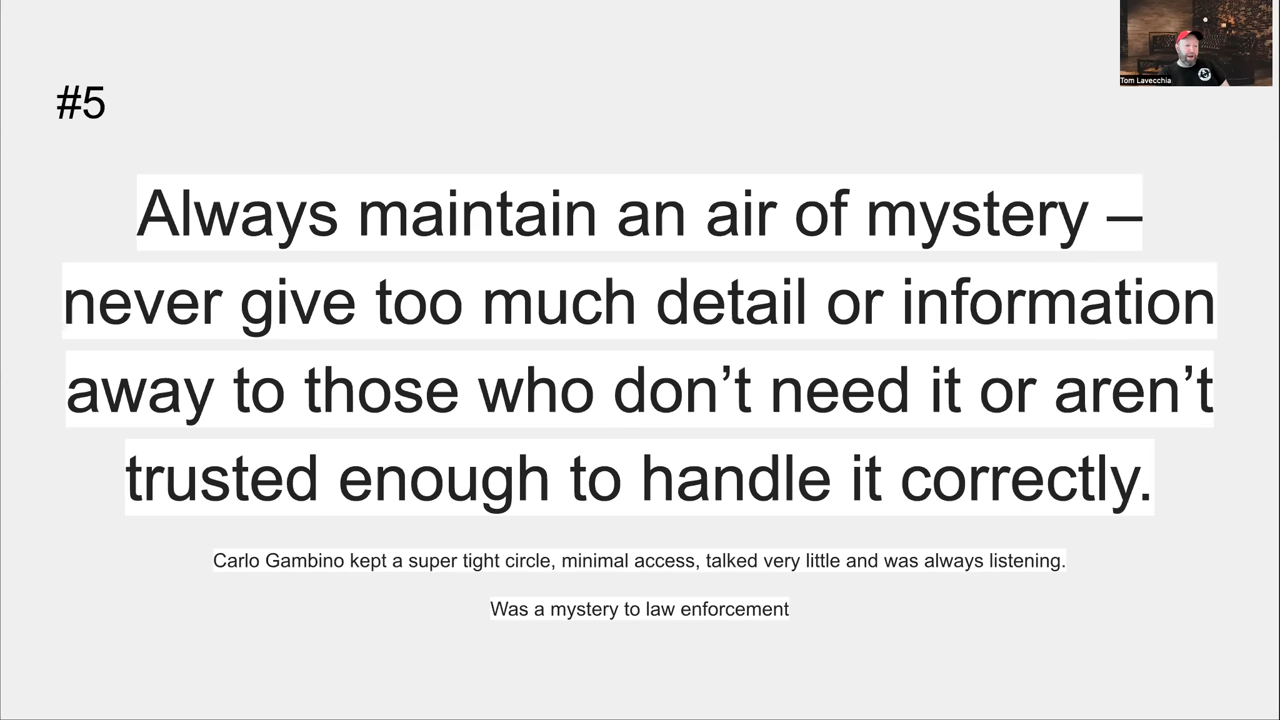 Tom Lavecchia
#5
Always maintain an air of mystery –
never give too much detail or information
away to those who don’t need it or aren’t
trusted enough to handle it correctly.
Carlo Gambino kept a super tight circle, minimal access, talked very little and was always listening.
Was a mystery to law enforcement